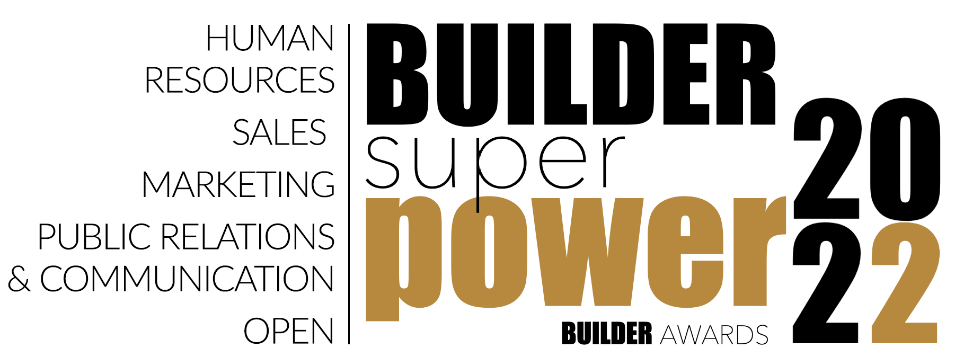 HUMAN
RESOURCES
SALES
MARKETING
PUBLIC RELATIONS
& COMMUNICATION
OPEN
BUILDER
super
power
20
22
BUILDER AWARDS